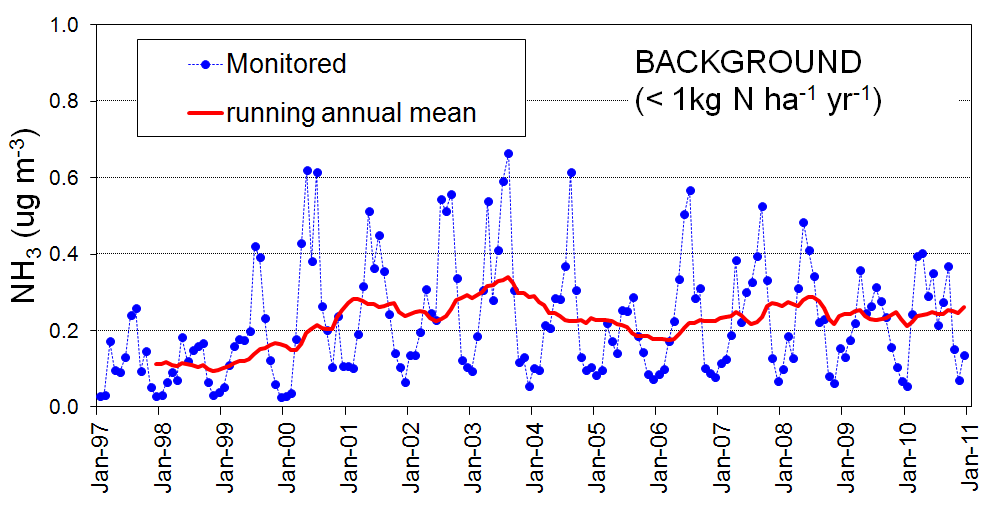 1.0
0.8
0.6
0.4
0.2
0.0
NH₃ (ug m⁻³)
Monitored
running annual mean
BACKGROUND
(< 1kg N ha⁻¹ yr⁻¹)
Jan-97
Jan-98
Jan-99
Jan-00
Jan-01
Jan-02
Jan-03
Jan-04
Jan-05
Jan-06
Jan-07
Jan-08
Jan-09
Jan-10
Jan-11